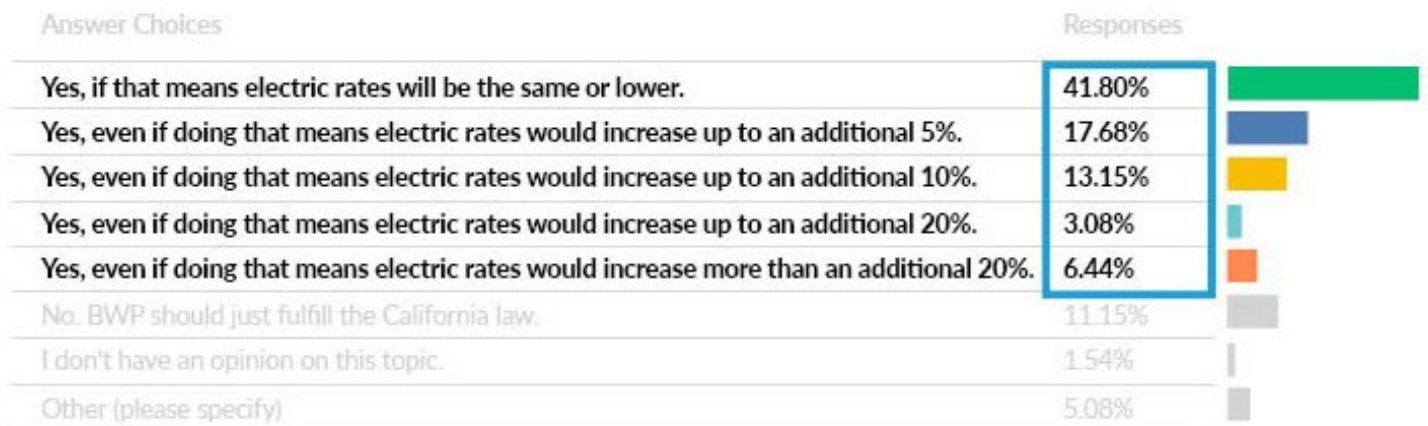 Answer Choices Responses
Yes, if that means electric rates will be the same or lower. 41.80%
Yes, even if doing that means electric rates would increase up to an additional 5%. 17.68%
Yes, even if doing that means electric rates would increase up to an additional 10%. 13.15%
Yes, even if doing that means electric rates would increase up to an additional 20%. 3.08%
Yes, even if doing that means electric rates would increase more than an additional 20%. 6.44%
No. BWP should just fulfill the California law. 11.15%
I don't have an opinion on this topic. 1.54%
Other (please specify) 5.08%